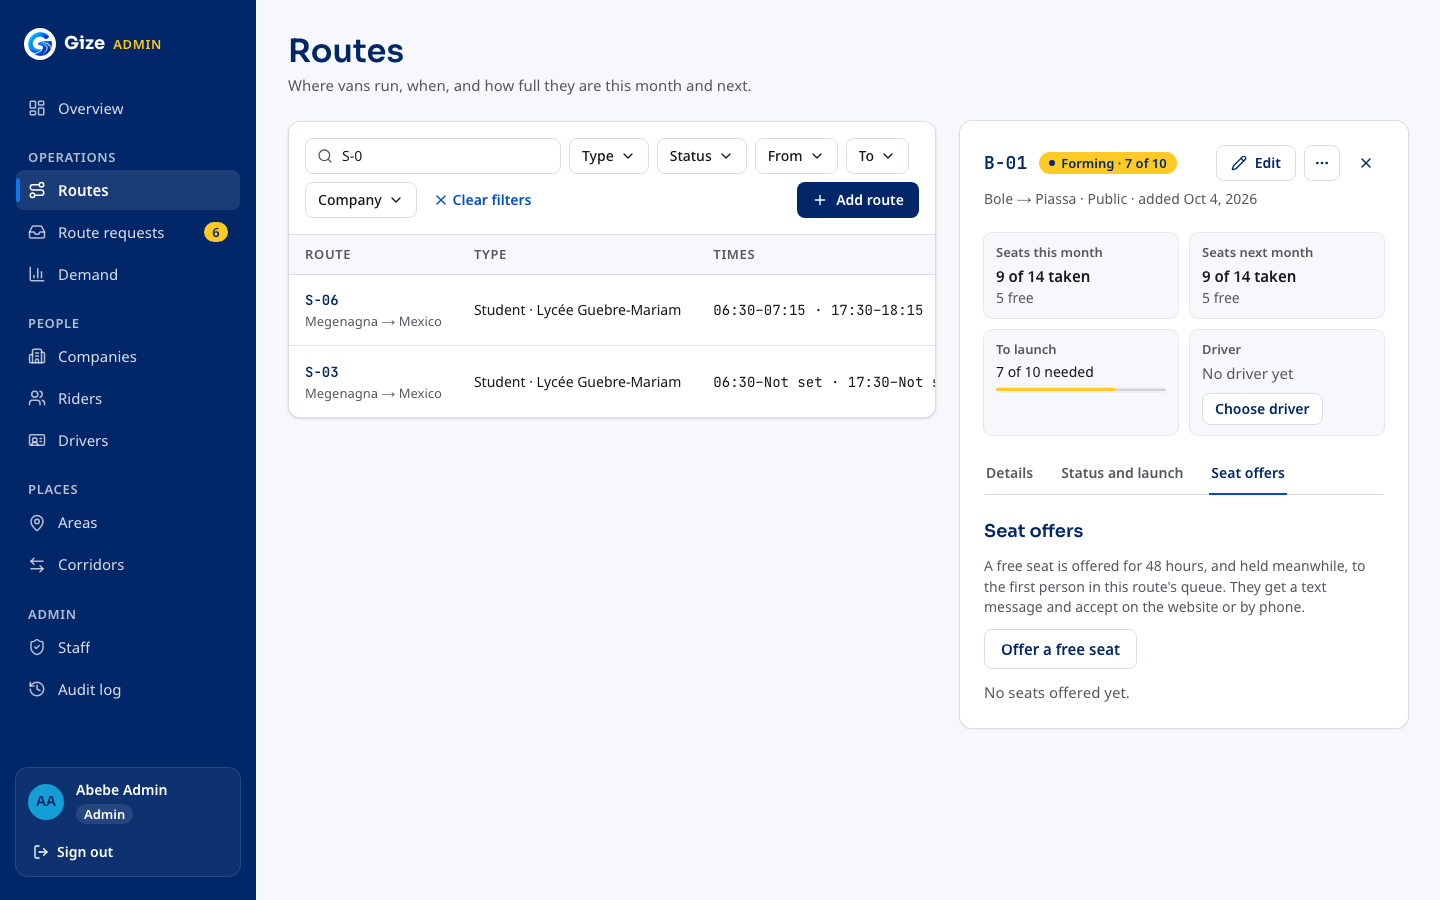 Gize ADMIN
Overview
OPERATIONS
Routes
Route requests 6
Demand
PEOPLE
Companies
Riders
Drivers
PLACES
Areas
Corridors
ADMIN
Staff
Audit log
AA
Abebe Admin
Admin
Sign out
Routes
Where vans run, when, and how full they are this month and next.
S-0
Type
Status
From
To
Company
Clear filters
Add route
ROUTE TYPE TIMES
S-06
Megenagna → Mexico
Student · Lycée Guebre-Mariam
06:30–07:15 · 17:30–18:15
S-03
Megenagna → Mexico
Student · Lycée Guebre-Mariam
06:30–Not set · 17:30–Not
B-01
Forming · 7 of 10
Edit
Bole → Piassa · Public · added Oct 4, 2026
Seats this month
9 of 14 taken
5 free
Seats next month
9 of 14 taken
5 free
To launch
7 of 10 needed
Driver
No driver yet
Choose driver
Details
Status and launch
Seat offers
Seat offers
A free seat is offered for 48 hours, and held meanwhile, to
the first person in this route's queue. They get a text
message and accept on the website or by phone.
Offer a free seat
No seats offered yet.